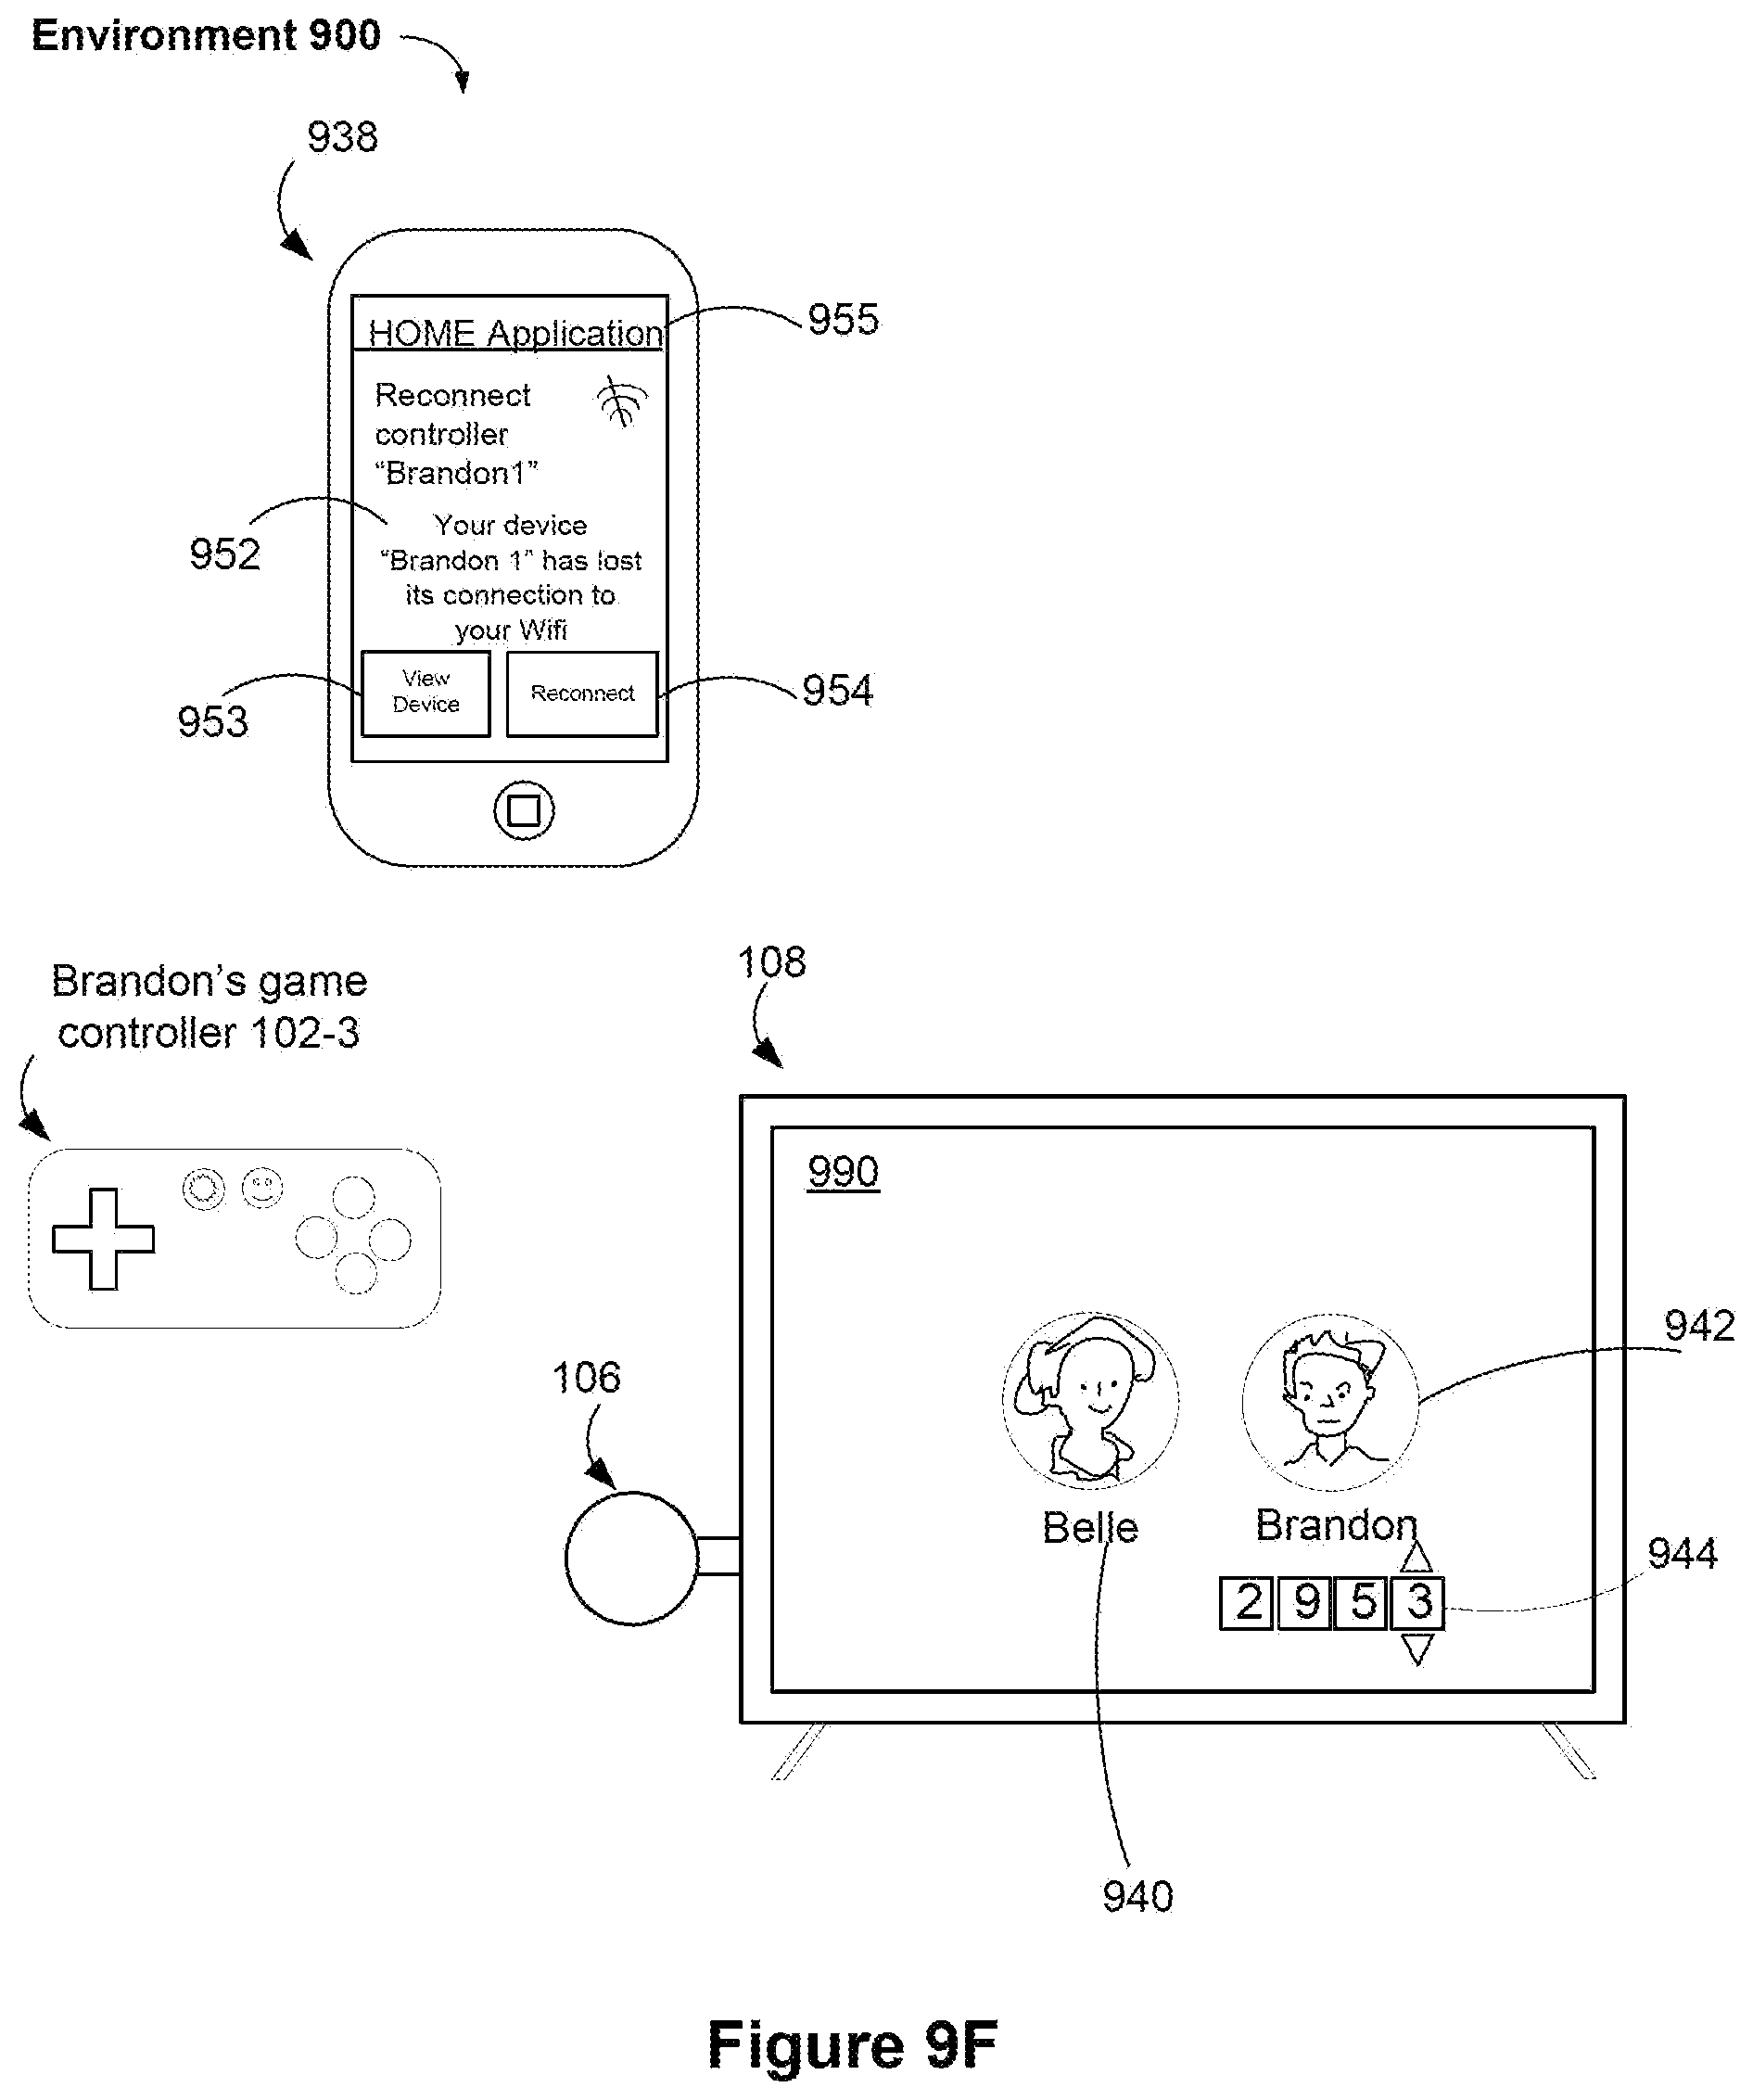 Environment 900
938
HOME Application
955
Reconnect
controller
“Brandon1”
Your device
“Brandon 1” has lost
its connection to
your Wifi
952
View
Device
Reconnect
953
954
Brandon’s game
controller 102-3
108
990
942
106
Belle
Brandon
944
2 9 5 3
940
Figure 9F